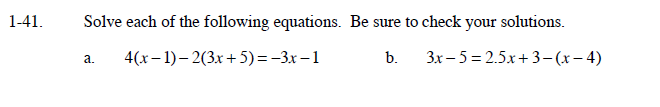 1-41. Solve each of the following equations. Be sure to check your solutions.
a. 4(x – 1) – 2(3x + 5) = –3x – 1 b. 3x – 5 = 2.5x + 3 – (x – 4)